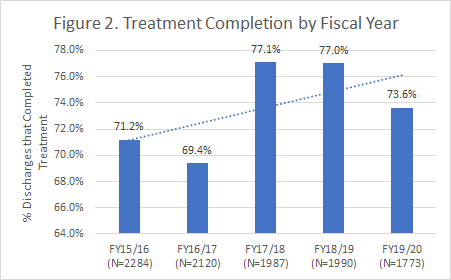 Figure 2. Treatment Completion by Fiscal Year
% Discharges that Completed
Treatment
78.0%
76.0%
74.0%
72.0%
70.0%
68.0%
66.0%
64.0%
71.2%
69.4%
77.1%
77.0%
73.6%
FY15/16 FY16/17 FY17/18 FY18/19 FY19/20
(N=2284) (N=2120) (N=1987) (N=1990) (N=1773)